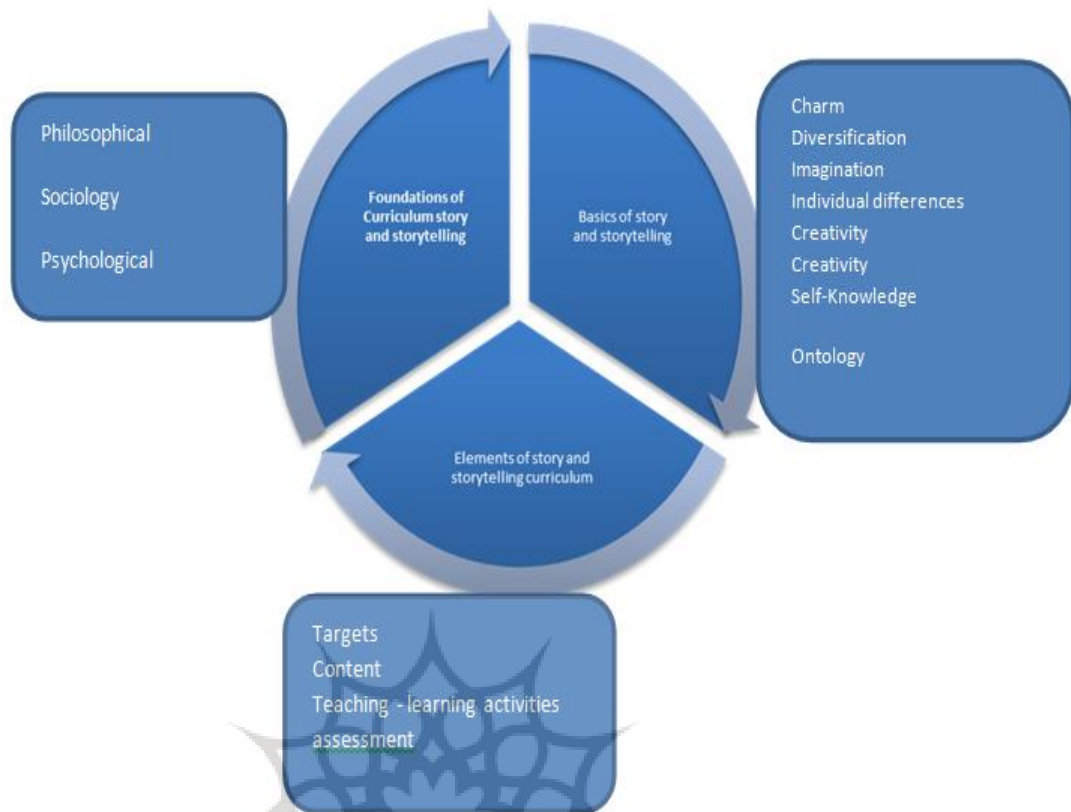 Philosophical
Sociology
Psychological
Foundations of
Curriculum story
and storytelling
Basics of story
and storytelling
Charm
Diversification
Imagination
Individual differences
Creativity
Creativity
Self-Knowledge
Ontology
Elements of story and
storytelling curriculum
Targets
Content
Teaching - learning activities
assessment